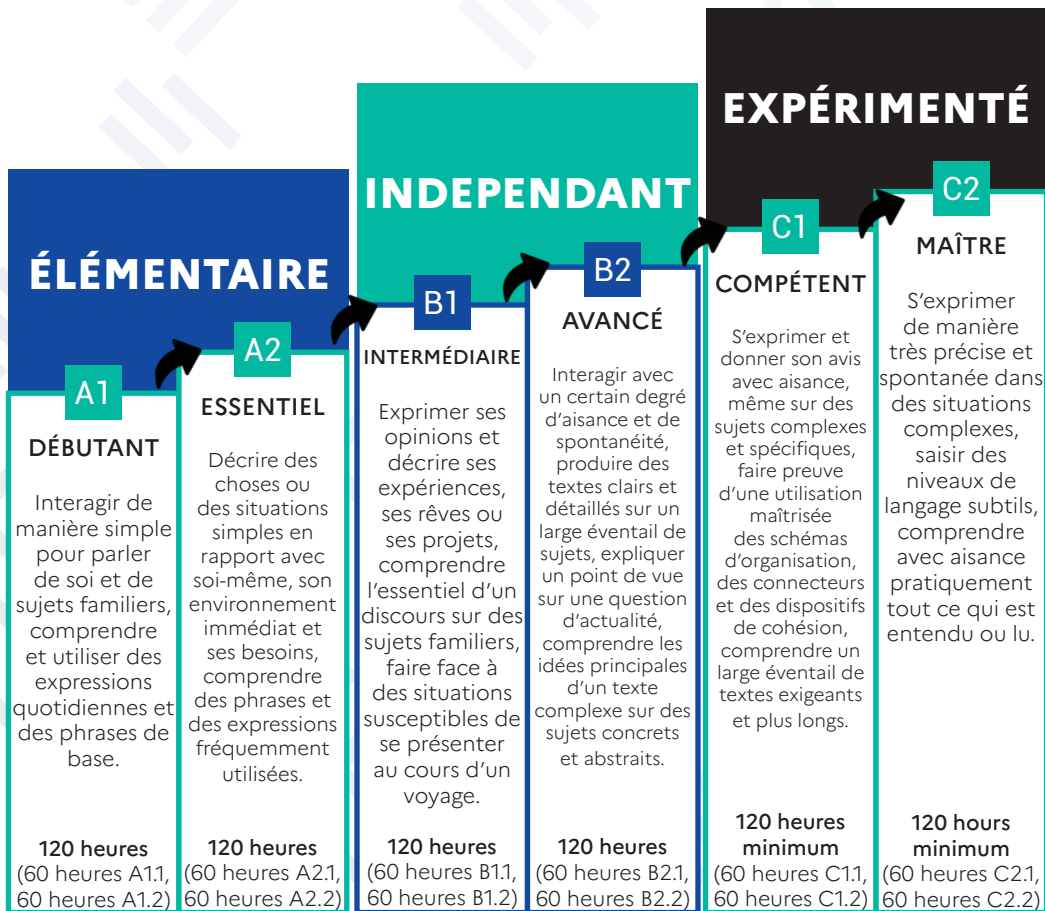 ÉLÉMENTAIRE
A1
DÉBUTANT
Interagir de
manière simple
pour parler
de soi et de
sujets familiers,
comprendre
et utiliser des
expressions
quotidiennes et
des phrases de
base.
120 heures
(60 heures A1.1,
60 heures A1.2)
A2
ESSENTIEL
Décrire des
choses ou
des situations
simples en
rapport avec
soi-même, son
environnement
immédiat et
ses besoins,
comprendre
des phrases et
des expressions
fréquemment
utilisées.
120 heures
(60 heures A2.1,
60 heures A2.2)
INDEPENDANT
B1
INTERMÉDIAIRE
Exprimer ses
opinions et
décrire ses
expériences,
ses rêves ou
ses projets,
comprendre
l’essentiel d’un
discours sur des
sujets familiers,
faire face à
des situations
susceptibles de
se présenter
au cours d’un
voyage.
120 heures
(60 heures B1.1,
60 heures B1.2)
B2
AVANCÉ
Interagir avec
un certain degré
d’aisance et de
spontanéité,
produire des
textes clairs et
détaillés sur un
large éventail de
sujets, expliquer
un point de vue
sur une question
d’actualité,
comprendre les
idées principales
d’un texte
complexe sur des
sujets concrets
et abstraits.
120 heures
(60 heures B2.1,
60 heures B2.2)
EXPÉRIMENTÉ
C1
COMPÉTENT
S’exprimer et
donner son avis
avec aisance,
même sur des
sujets complexes
et spécifiques,
faire preuve
d’une utilisation
maîtrisée
des schémas
d’organisation,
des connecteurs
et des dispositifs
de cohésion,
comprendre un
large éventail de
textes exigeants
et plus longs.
120 heures
minimum
(60 heures C1.1,
60 heures C1.2)
C2
MAÎTRE
S’exprimer
de manière
très précise et
spontanée dans
des situations
complexes,
saisir des
niveaux de
langage subtils,
comprendre
avec aisance
pratiquement
tout ce qui est
entendu ou lu.
120 hours
minimum
(60 heures C2.1,
60 heures C2.2)